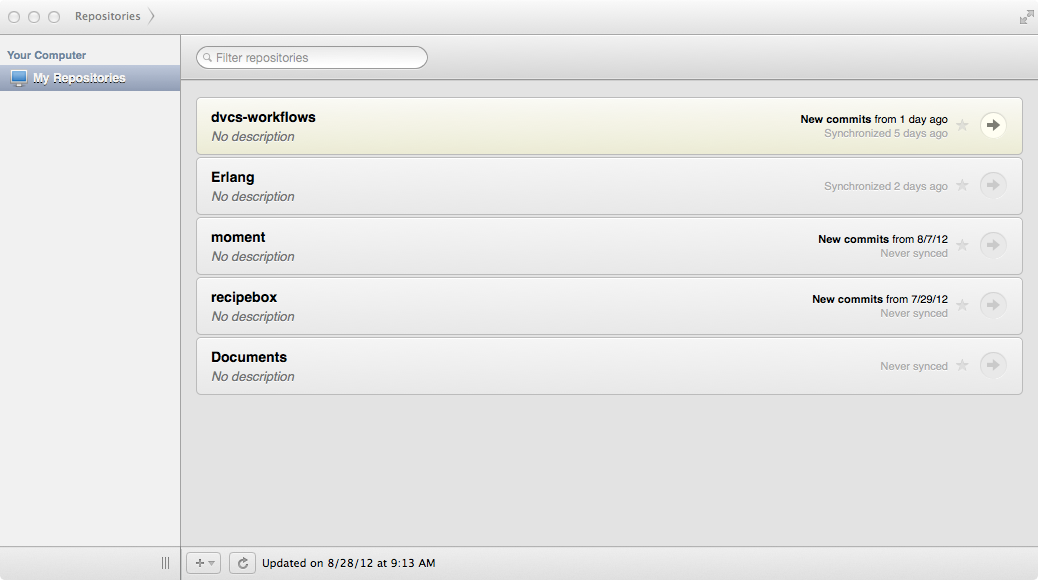 Repositories
Your Computer
My Repositories
Filter repositories
dvcs-workflows
No description
New commits from 1 day ago
Synchronized 5 days ago
Erlang
No description
Synchronized 2 days ago
moment
No description
New commits from 8/7/12
Never synced
recipebox
No description
New commits from 7/29/12
Never synced
Documents
No description
Never synced
Updated on 8/28/12 at 9:13 AM